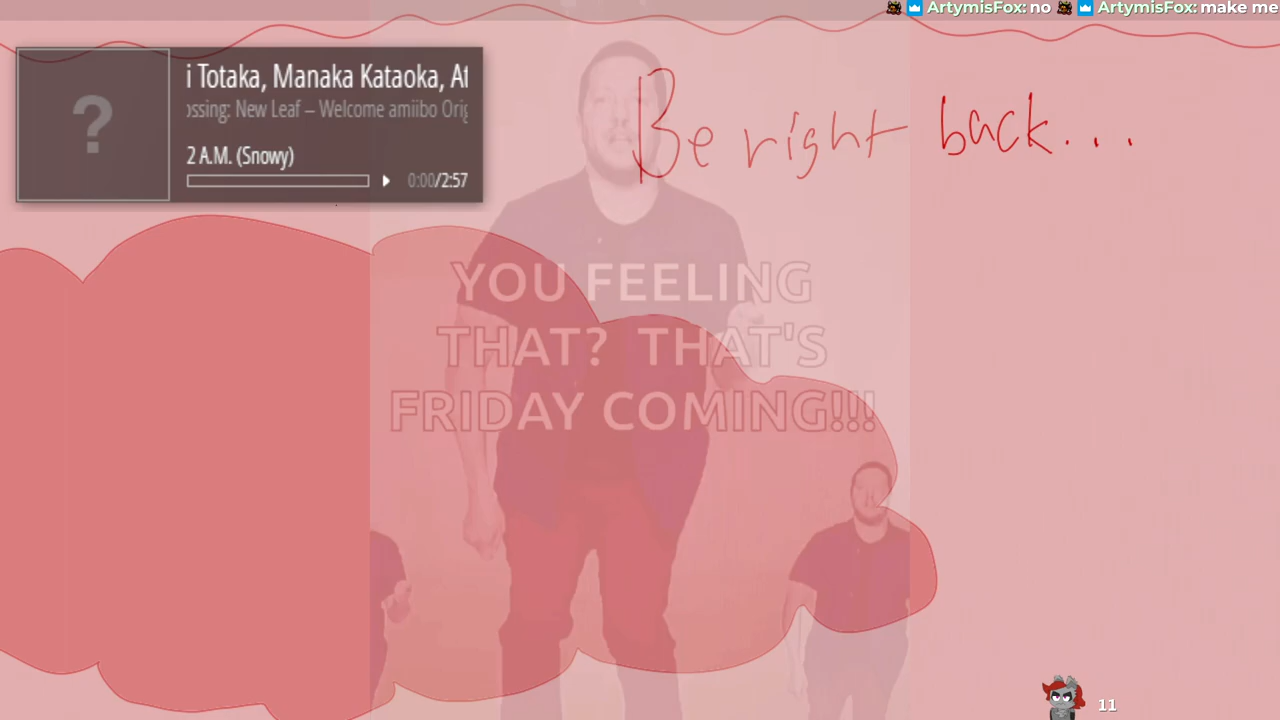 ArtymisFox: no ArtymisFox: make me
i Totaka, Manaka Kataoka, At
ossing: New Leaf – Welcome amiibo Orig
2 A.M. (Snowy)
0:00/2:57
?
Be right back...
YOU FEELING
THAT? THAT'S
FRIDAY COMING!!!
11